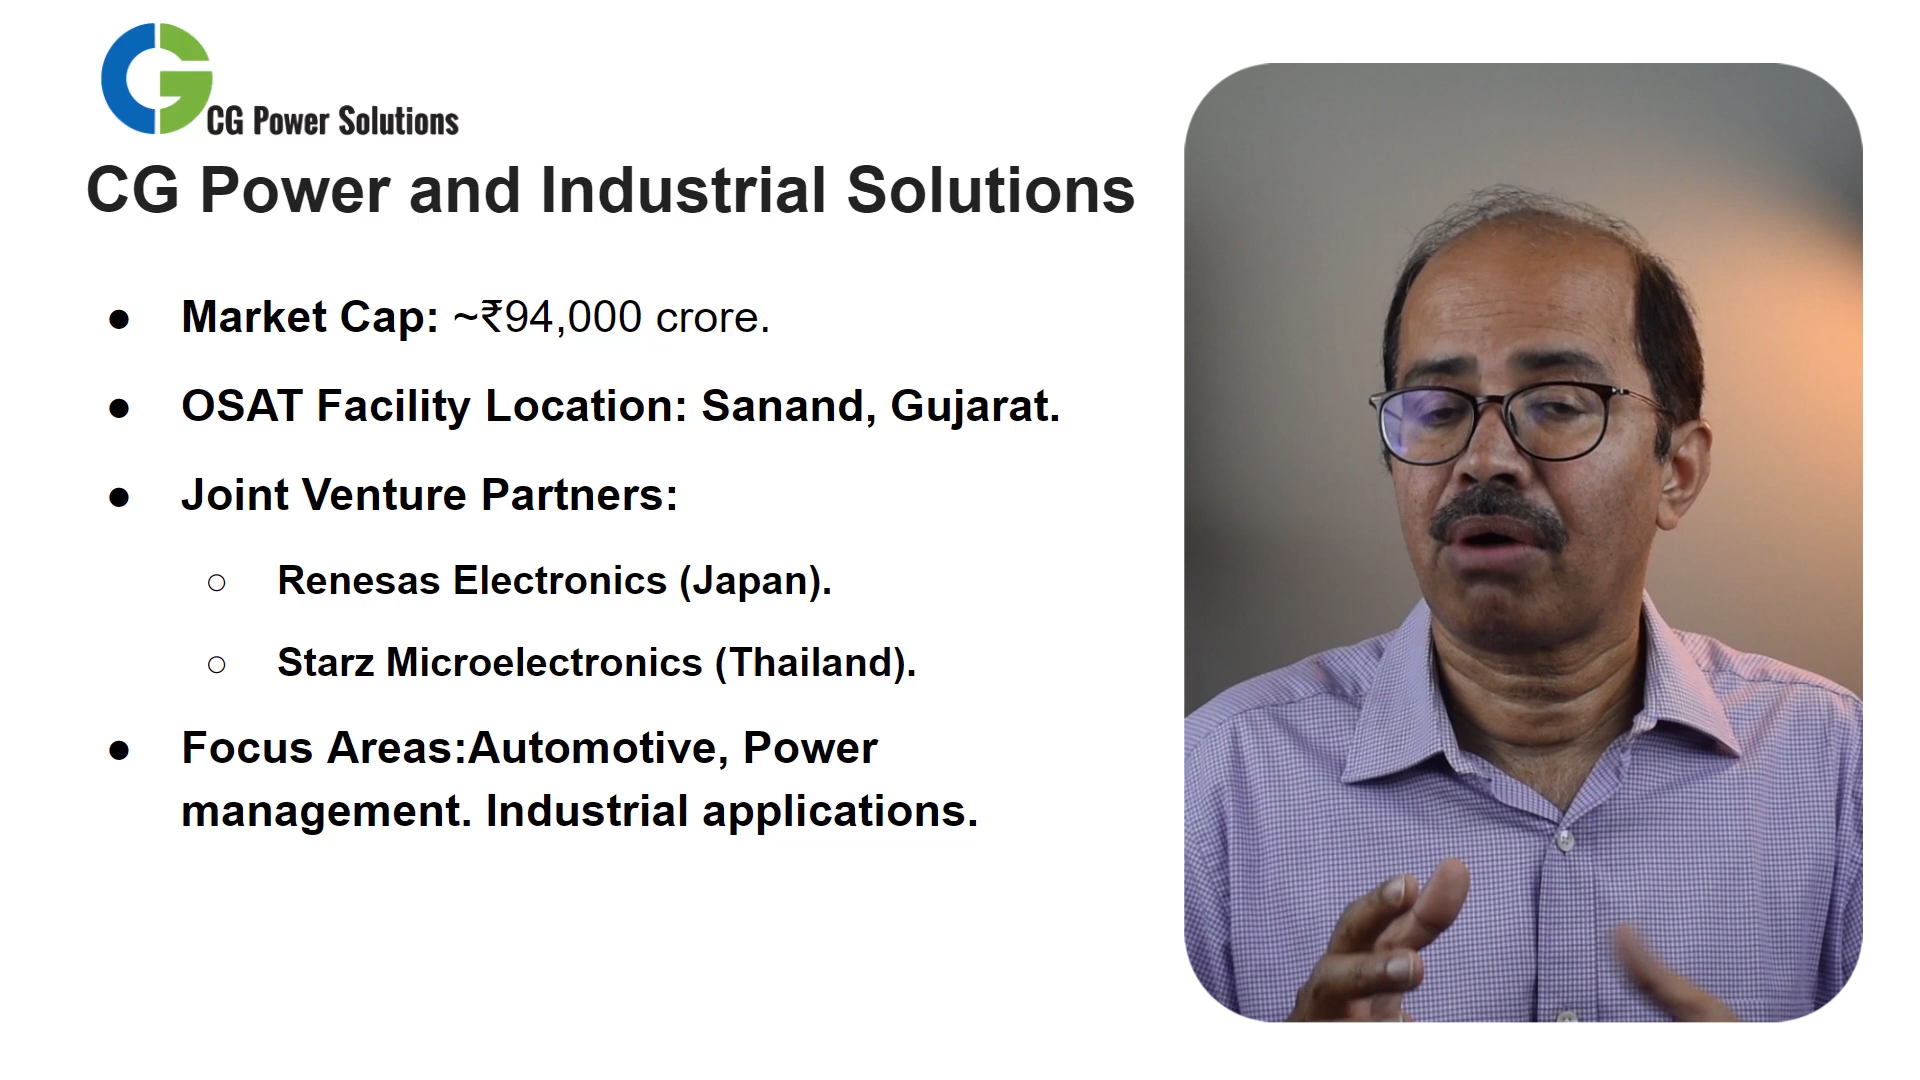 CG Power Solutions
CG Power and Industrial Solutions
● Market Cap: ~₹94,000 crore.
● OSAT Facility Location: Sanand, Gujarat.
● Joint Venture Partners:
○ Renesas Electronics (Japan).
○ Starz Microelectronics (Thailand).
● Focus Areas:Automotive, Power
management. Industrial applications.